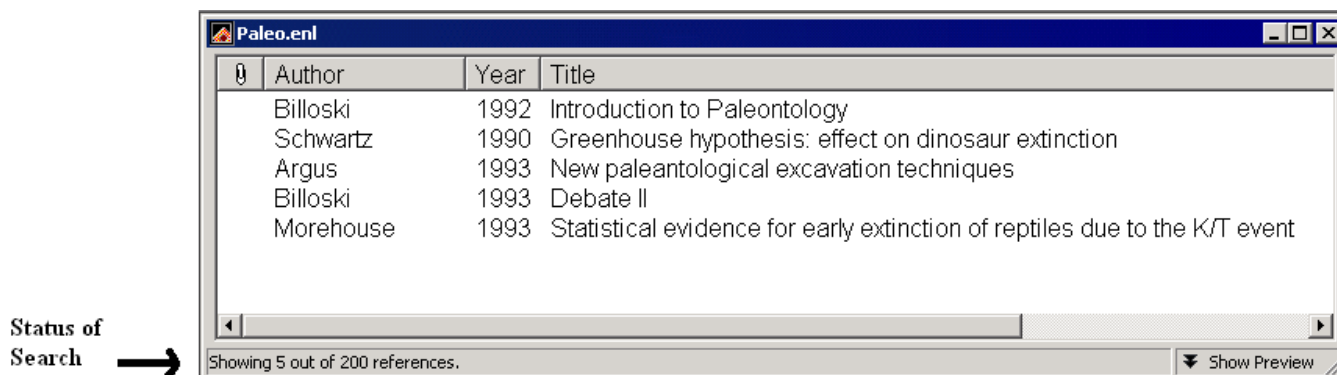 Paleo.enl
Author Year Title
Billoski 1992 Introduction to Paleontology
Schwartz 1990 Greenhouse hypothesis: effect on dinosaur extinction
Argus 1993 New paleantological excavation techniques
Billoski 1993 Debate II
Morehouse 1993 Statistical evidence for early extinction of reptiles due to the K/T event
Status of
Search
Showing 5 out of 200 references.
Show Preview